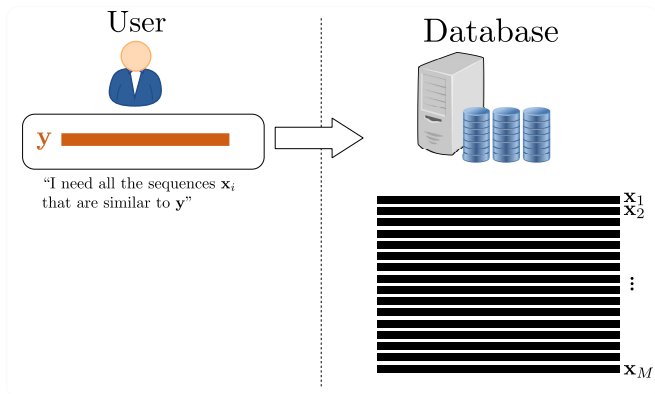 User
Database
y
“I need all the sequences xᵢ
that are similar to y”
x₁
x₂
⋮
x_M